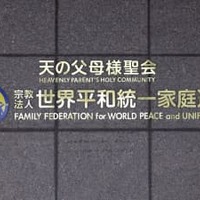 天の父母様聖会
HEAVENLY PARENT'S HOLY COMMUNITY
宗教法人 世界平和統一家庭
FAMILY FEDERATION for WORLD PEACE and UNIF